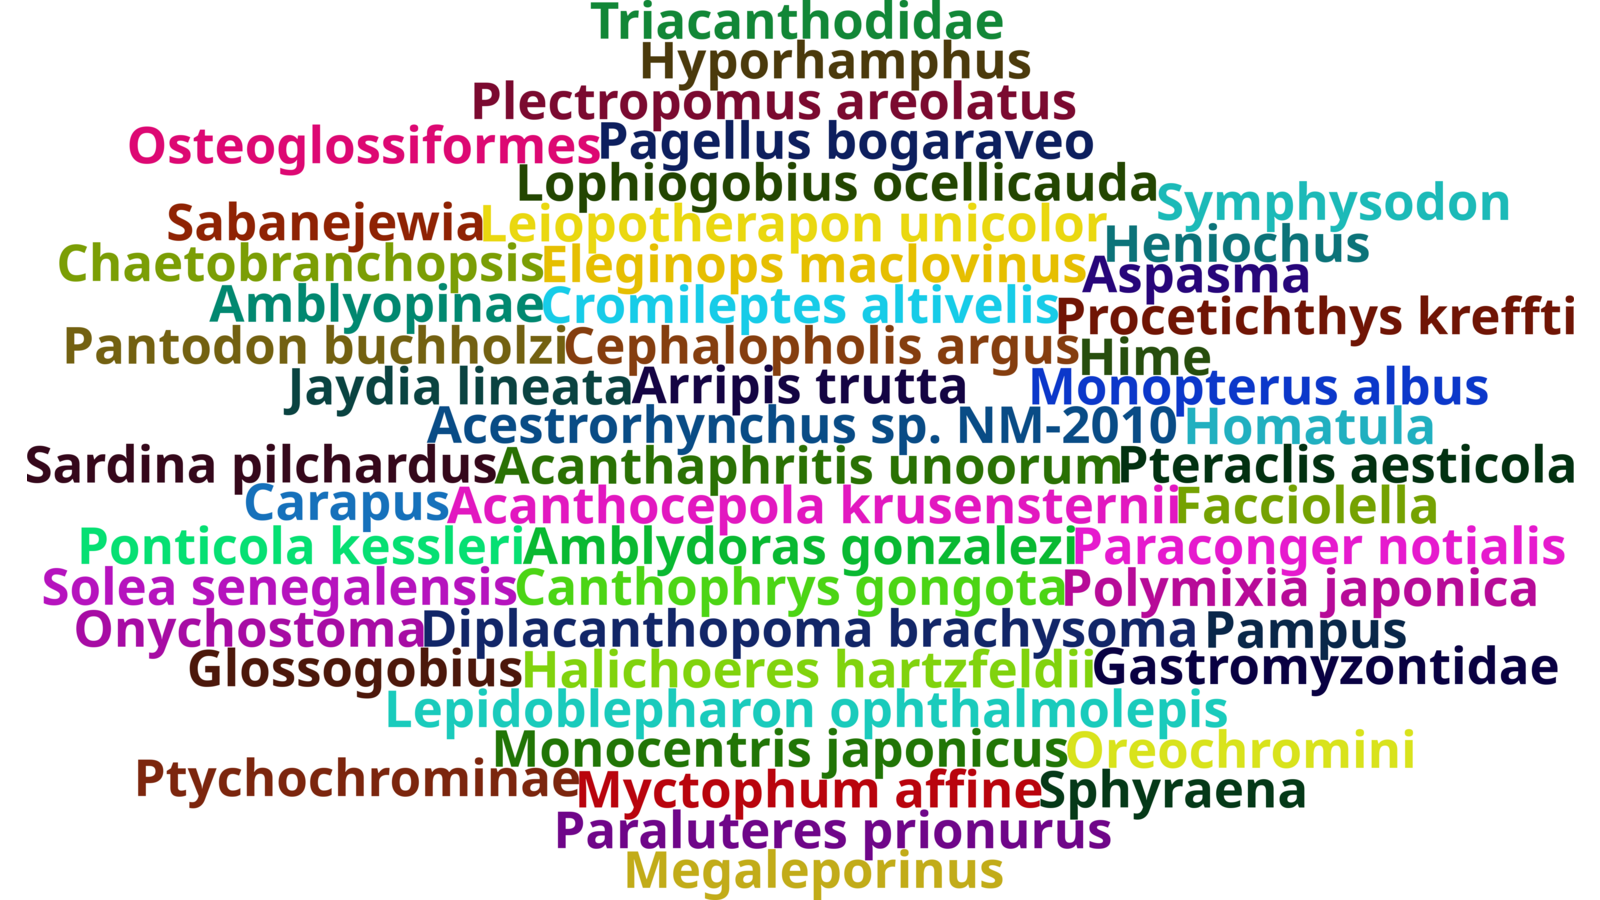 Triacanthodidae
Hyporhamphus
Plectropomus areolatus
Osteoglossiformes Pagellus bogaraveo
Lophiogobius ocellicauda Symphysodon
Sabanejewia Leiopotherapon unicolor Heniochus
Chaetobranchopsis Eleginops maclovinus Aspasma
Amblyopinae Cromileptes altivelis Procetichthys kreffti
Pantodon buchholzi Cephalopholis argus Hime
Jaydia lineata Arripis trutta Monopterus albus
Acestrorhynchus sp. NM-2010 Homatula
Sardina pilchardus Acanthaphritis unoorum Pteraclis aesticola
Carapus Acanthocepola krusensternii Facciolella
Ponticola kessleri Amblydoras gonzalezi Paraconger notialis
Solea senegalensis Canthophrys gongota Polymixia japonica
Onychostoma Diplacanthopoma brachysoma Pampus
Glossogobius Halichoeres hartzfeldii Gastromyzontidae
Lepidoblepharon ophthalmolepis
Monocentris japonicus Oreochromini
Ptychochrominae Myctophum affine Sphyraena
Paraluteres prionurus
Megaleporinus